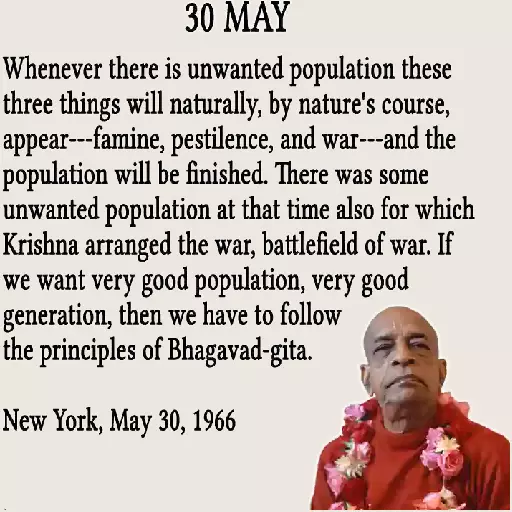 30 MAY
Whenever there is unwanted population these
three things will naturally, by nature's course,
appear---famine, pestilence, and war---and the
population will be finished. There was some
unwanted population at that time also for which
Krishna arranged the war, battlefield of war. If
we want very good population, very good
generation, then we have to follow
the principles of Bhagavad-gita.
New York, May 30, 1966